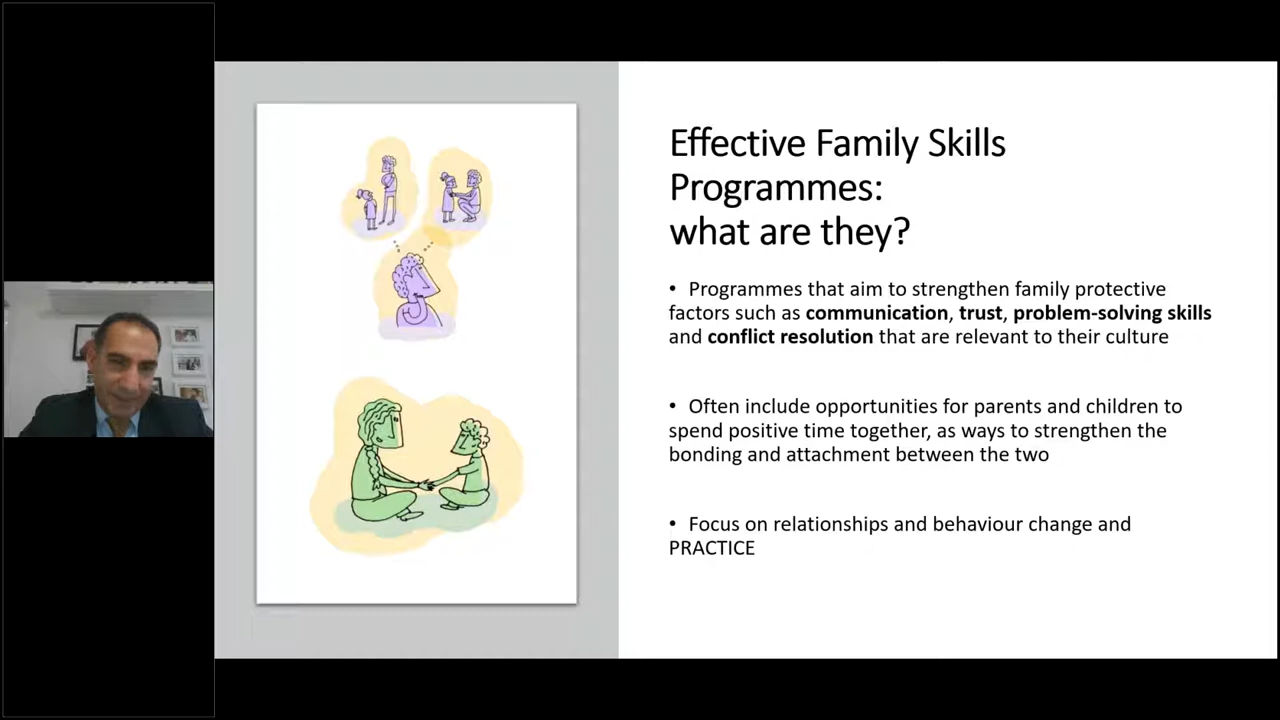 Effective Family Skills
Programmes:
what are they?
• Programmes that aim to strengthen family protective
factors such as communication, trust, problem-solving skills
and conflict resolution that are relevant to their culture
• Often include opportunities for parents and children to
spend positive time together, as ways to strengthen the
bonding and attachment between the two
• Focus on relationships and behaviour change and
PRACTICE